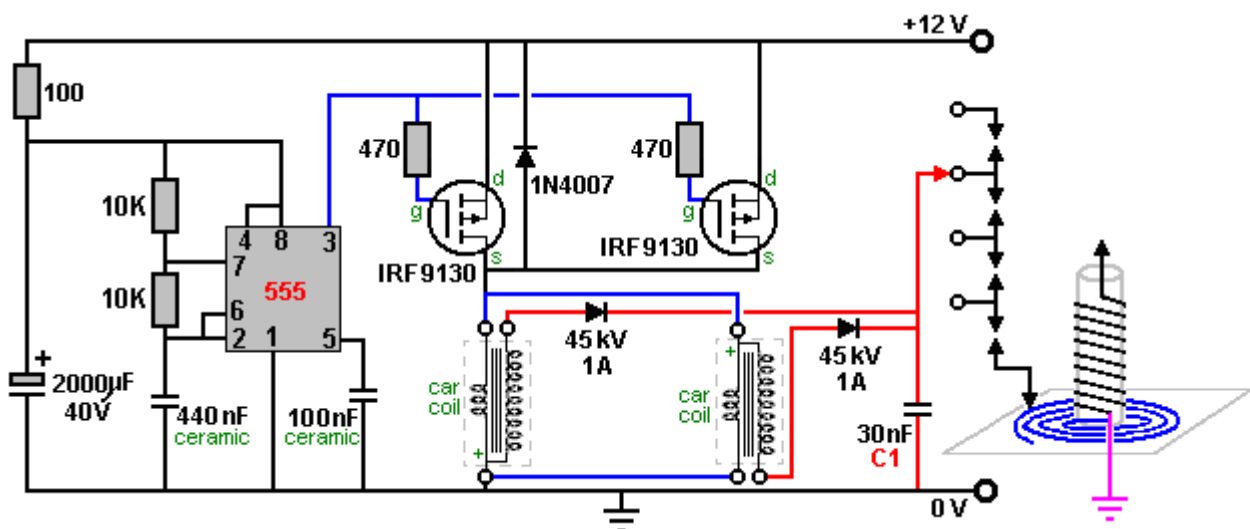 +12 V
100
470
470
d
1N4007
d
10K
g
g
4 8 3
IRF9130
s
s
7
IRF9130
10K
555
6
2 1 5
45 kV
1A
45 kV
1A
+
+
2000µF
40V
440 nF
ceramic
100nF
ceramic
car
coil
+
car
coil
30nF
C1
0 V